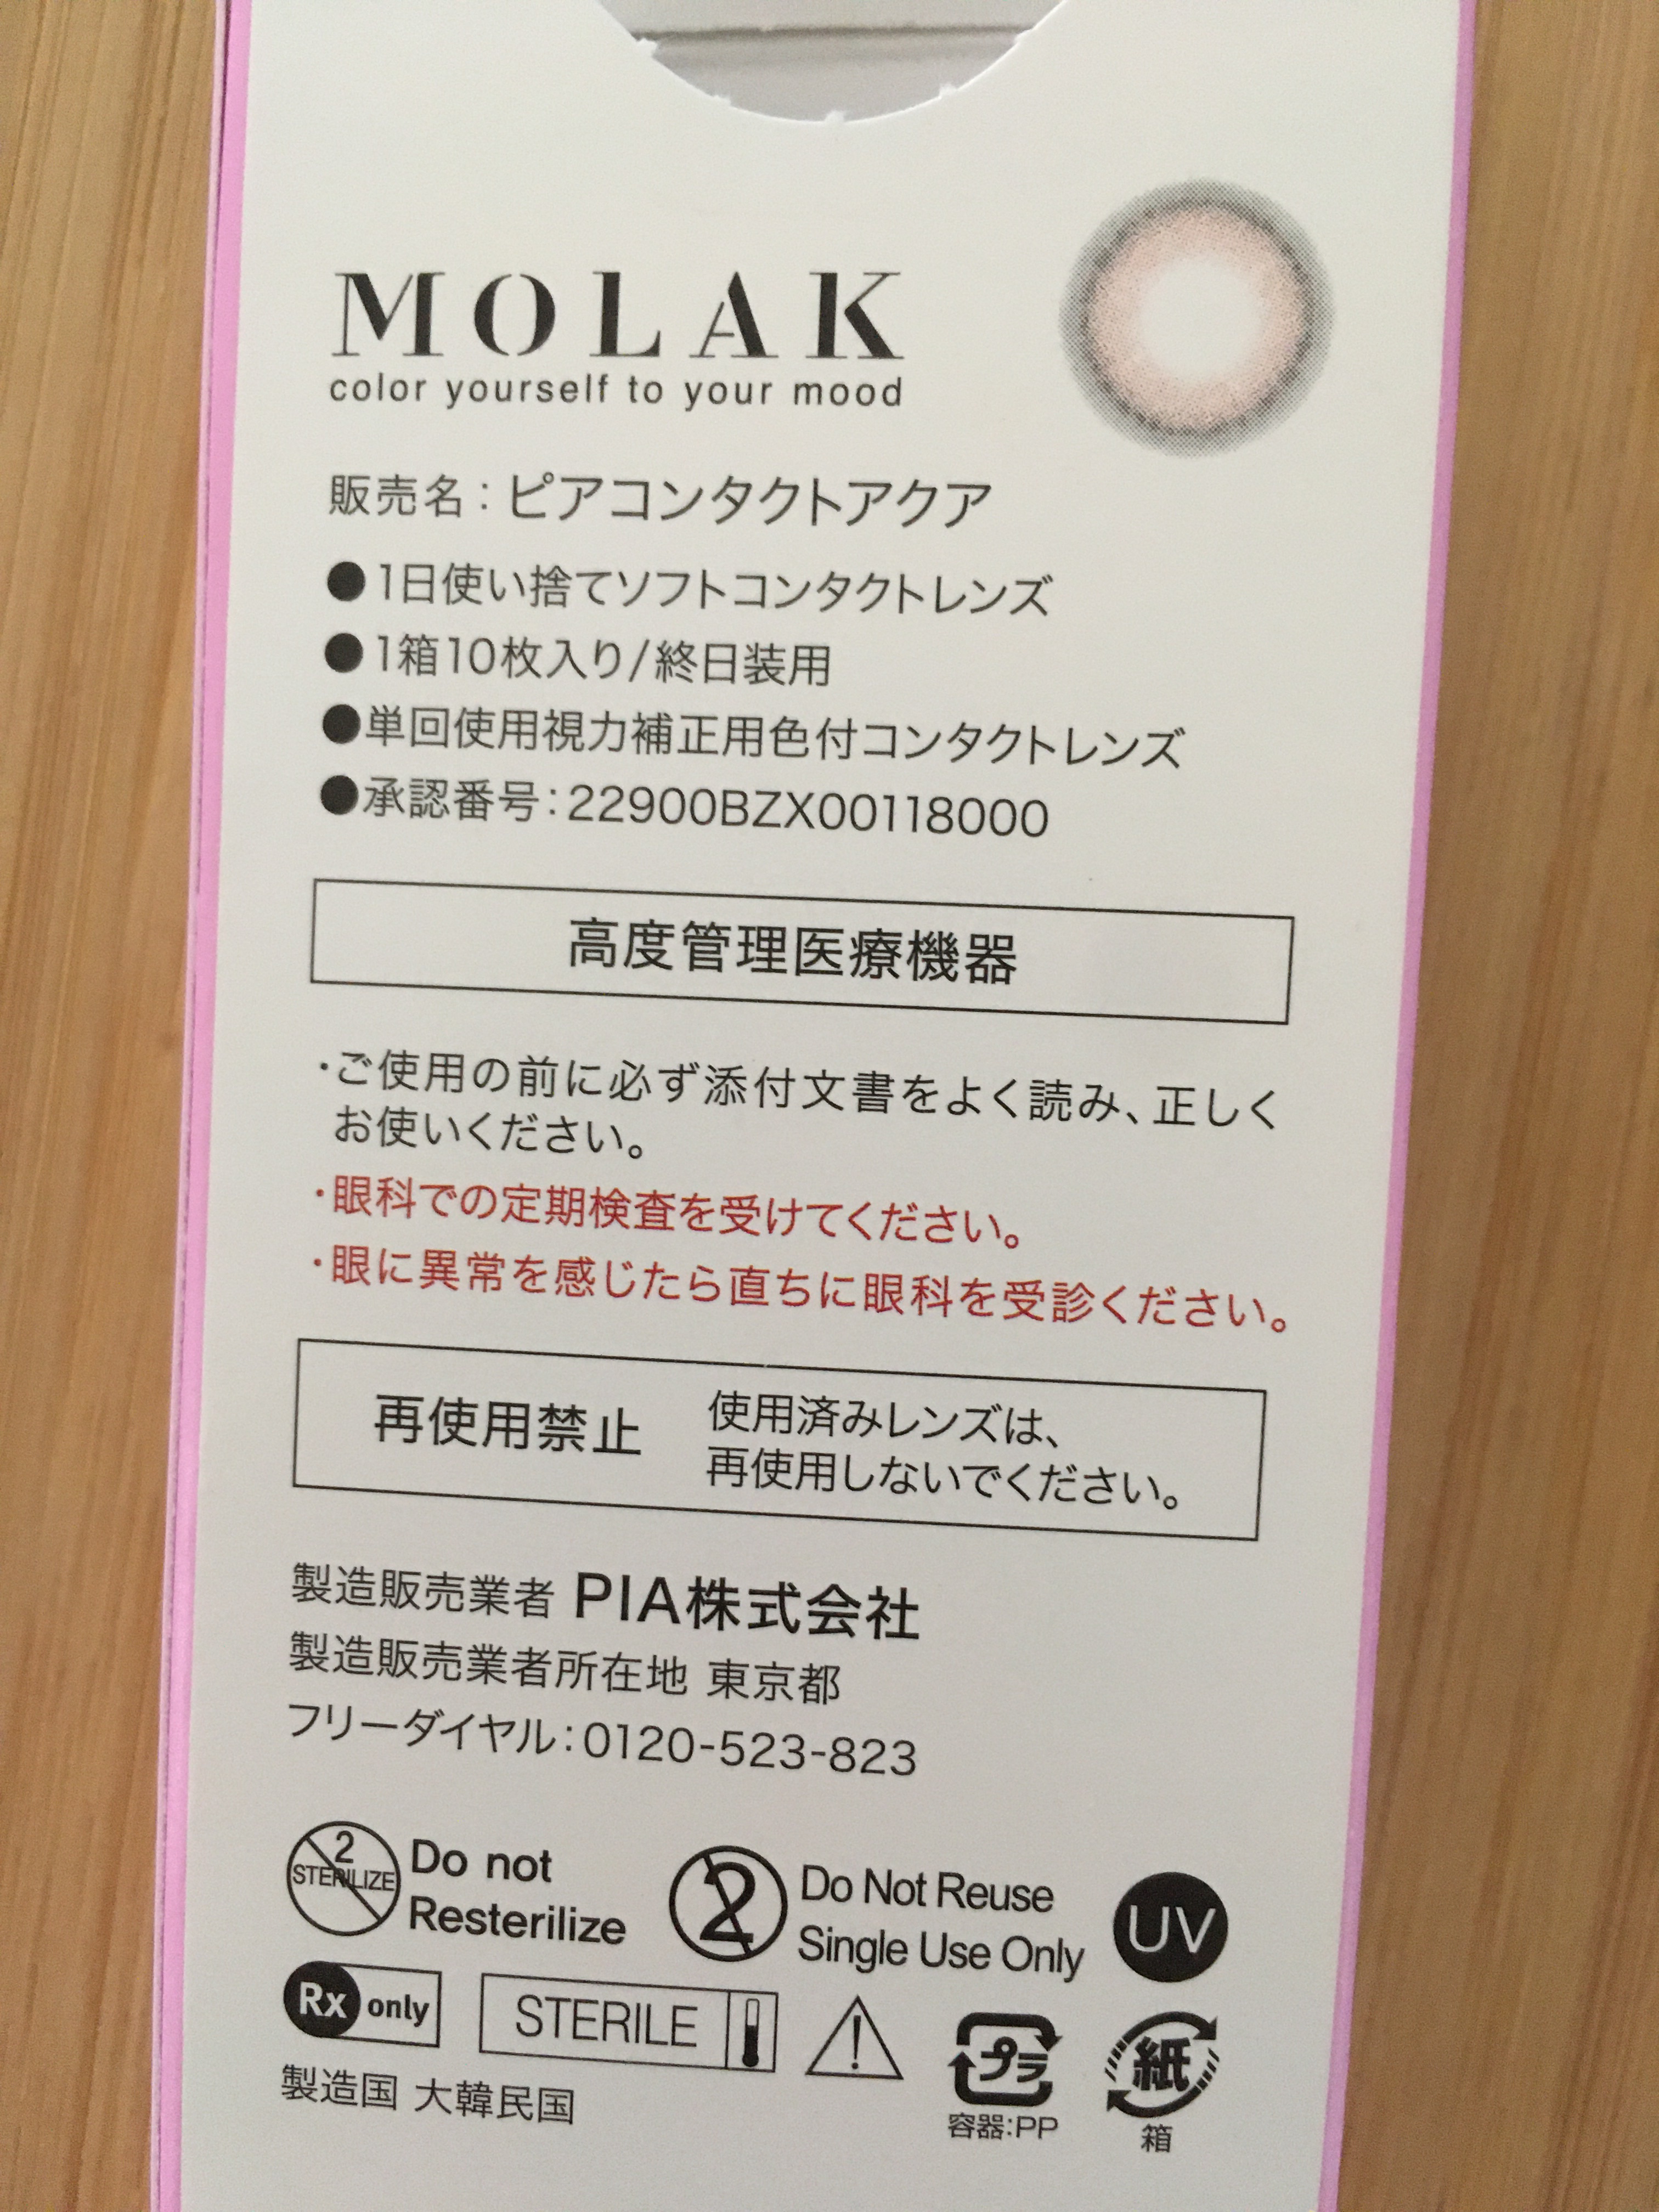 MOLAK
color yourself to your mood
販売名：ピアコンタクトアクア
●1日使い捨てソフトコンタクトレンズ
●1箱10枚入り/終日装用
●単回使用視力補正用色付コンタクトレンズ
●承認番号：22900BZX00118000
高度管理医療機器
・ご使用の前に必ず添付文書をよく読み、正しく
お使いください。
・眼科での定期検査を受けてください。
・眼に異常を感じたら直ちに眼科を受診ください。
再使用禁止
使用済みレンズは、
再使用しないでください。
製造販売業者 PIA株式会社
製造販売業者所在地 東京都
フリーダイヤル：0120-523-823
2
STERILIZE
Do not
Resterilize
2
Do Not Reuse
Single Use Only
UV
Rx only
STERILE
!
プラ
容器：PP
紙
箱
製造国 大韓民国